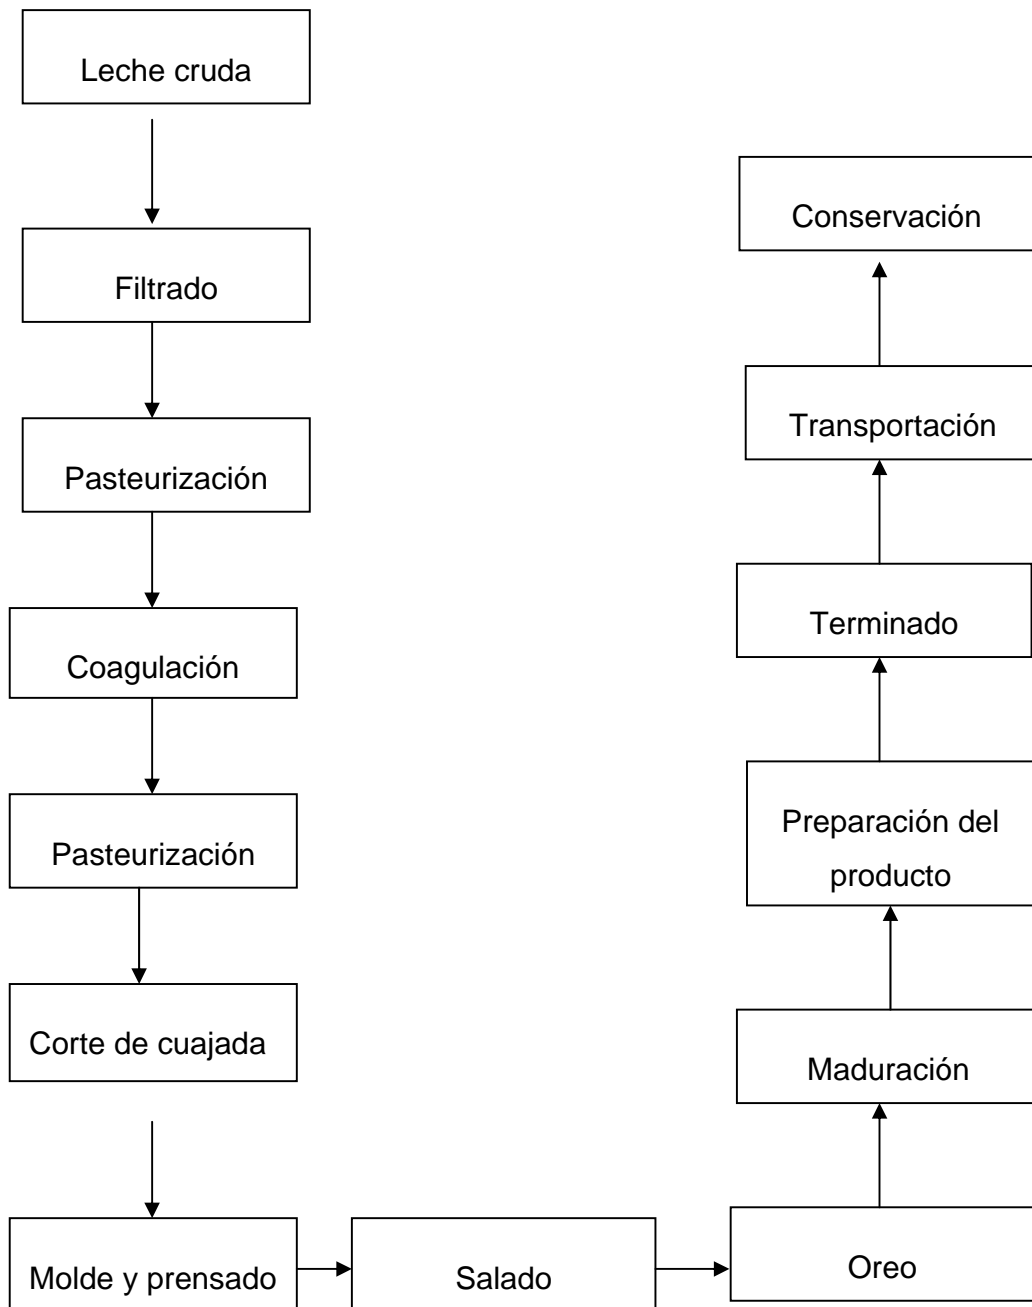 Leche cruda
Filtrado
Pasteurización
Coagulación
Pasteurización
Corte de cuajada
Molde y prensado
Salado
Oreo
Maduración
Preparación del
producto
Terminado
Transportación
Conservación